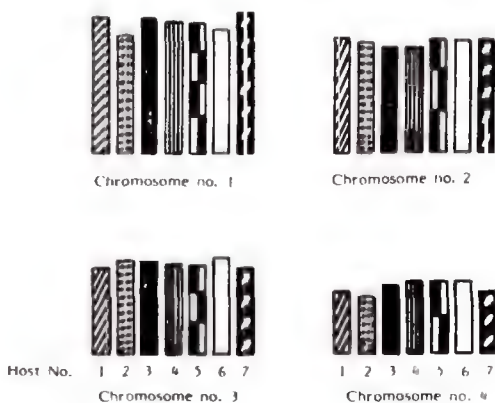 Chromosome no. 1
Chromosome no. 2
Host No. 1 2 3 4 5 6 7
1 2 3 4 5 6 7
Chromosome no. 3
Chromosome no. 4